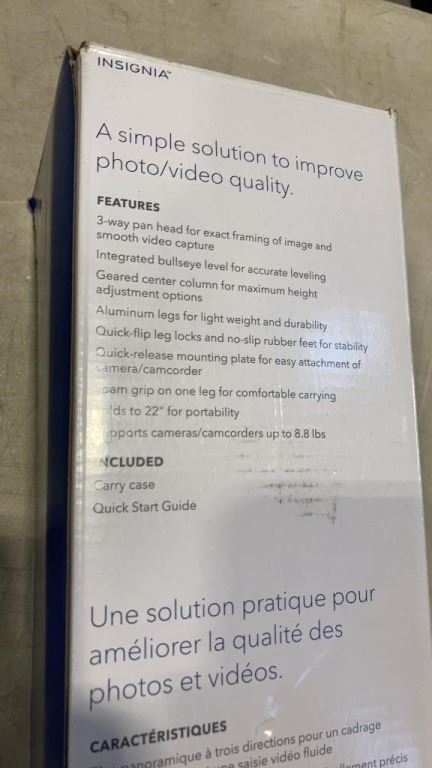 INSIGNIA™
A simple solution to improve
photo/video quality.
FEATURES
3-way pan head for exact framing of image and
smooth video capture
Integrated bullseye level for accurate leveling
Geared center column for maximum height
adjustment options
Aluminum legs for light weight and durability
Quick-flip leg locks and no-slip rubber feet for stability
Quick-release mounting plate for easy attachment of
camera/camcorder
grip on one leg for comfortable carrying
to 22" for portability
cameras/camcorders up to 8.8 lbs
INCLUDED
Carry case
Quick Start Guide
Une solution pratique pour
améliorer la qualité des
photos et vidéos.
CARACTÉRISTIQUES
panoramique à trois directions pour un cadrage
saisie vidéo fluide
précis